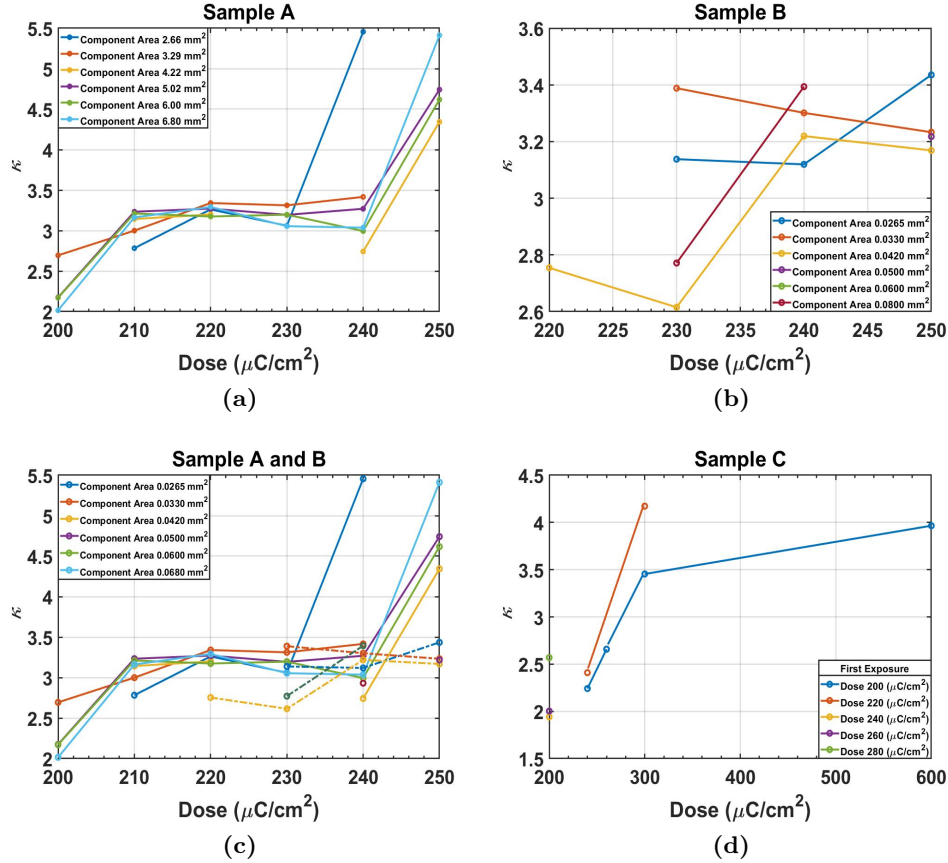 Sample A
5.5
5
4.5
4
3.5
3
2.5
2
κ
Component Area 2.66 mm²
Component Area 3.29 mm²
Component Area 4.22 mm²
Component Area 5.02 mm²
Component Area 6.00 mm²
Component Area 6.80 mm²
200 210 220 230 240 250
Dose (μC/cm²)
(a)
Sample B
3.6
3.4
3.2
3
2.8
2.6
κ
Component Area 0.0265 mm²
Component Area 0.0330 mm²
Component Area 0.0420 mm²
Component Area 0.0500 mm²
Component Area 0.0600 mm²
Component Area 0.0800 mm²
220 225 230 235 240 245 250
Dose (μC/cm²)
(b)
Sample A and B
5.5
5
4.5
4
3.5
3
2.5
2
κ
Component Area 0.0265 mm²
Component Area 0.0330 mm²
Component Area 0.0420 mm²
Component Area 0.0500 mm²
Component Area 0.0600 mm²
Component Area 0.0680 mm²
200 210 220 230 240 250
Dose (μC/cm²)
(c)
Sample C
4.5
4
3.5
3
2.5
2
1.5
κ
First Exposure
Dose 200 (μC/cm²)
Dose 220 (μC/cm²)
Dose 240 (μC/cm²)
Dose 260 (μC/cm²)
Dose 280 (μC/cm²)
200 300 400 500 600
Dose (μC/cm²)
(d)